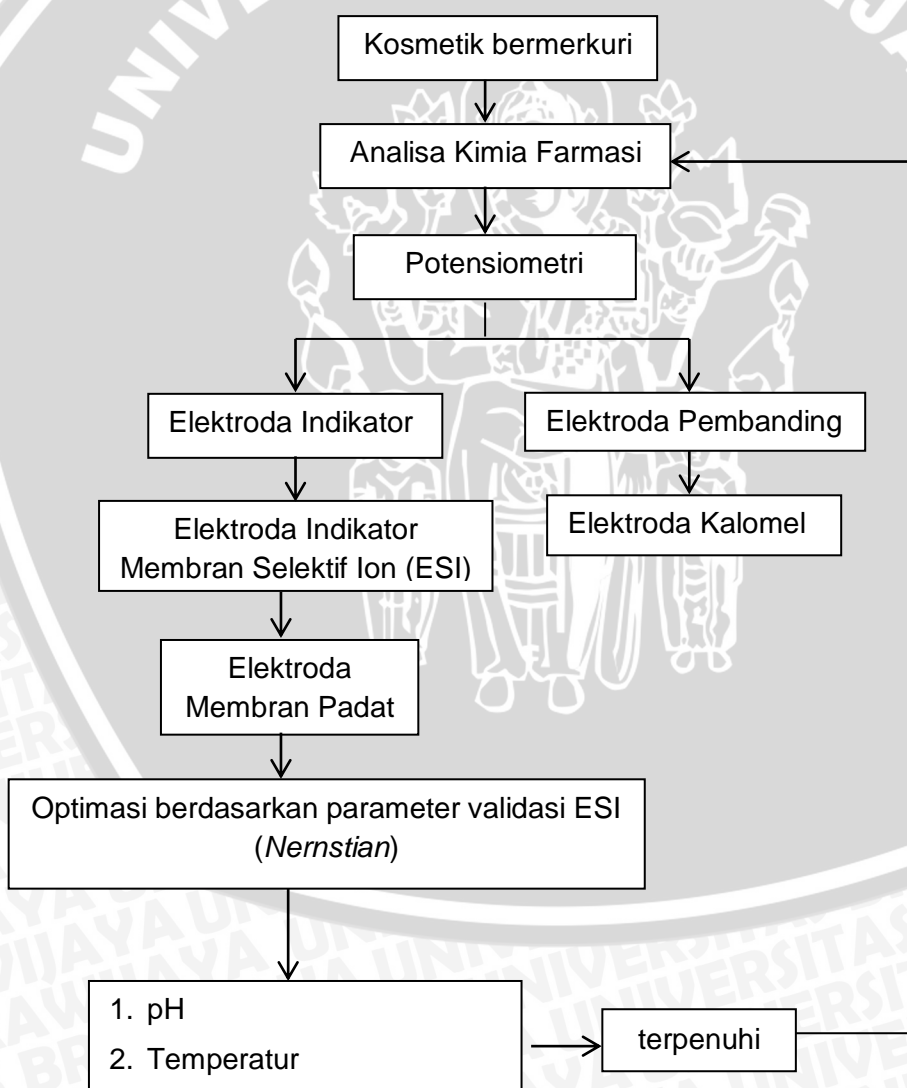 Kosmetik bermerkuri
Analisa Kimia Farmasi
Potensiometri
Elektroda Indikator
Elektroda Pembanding
Elektroda Indikator
Membran Selektif Ion (ESI)
Elektroda Kalomel
Elektroda
Membran Padat
Optimasi berdasarkan parameter validasi ESI
(Nernstian)
1. pH
2. Temperatur
terpenuhi